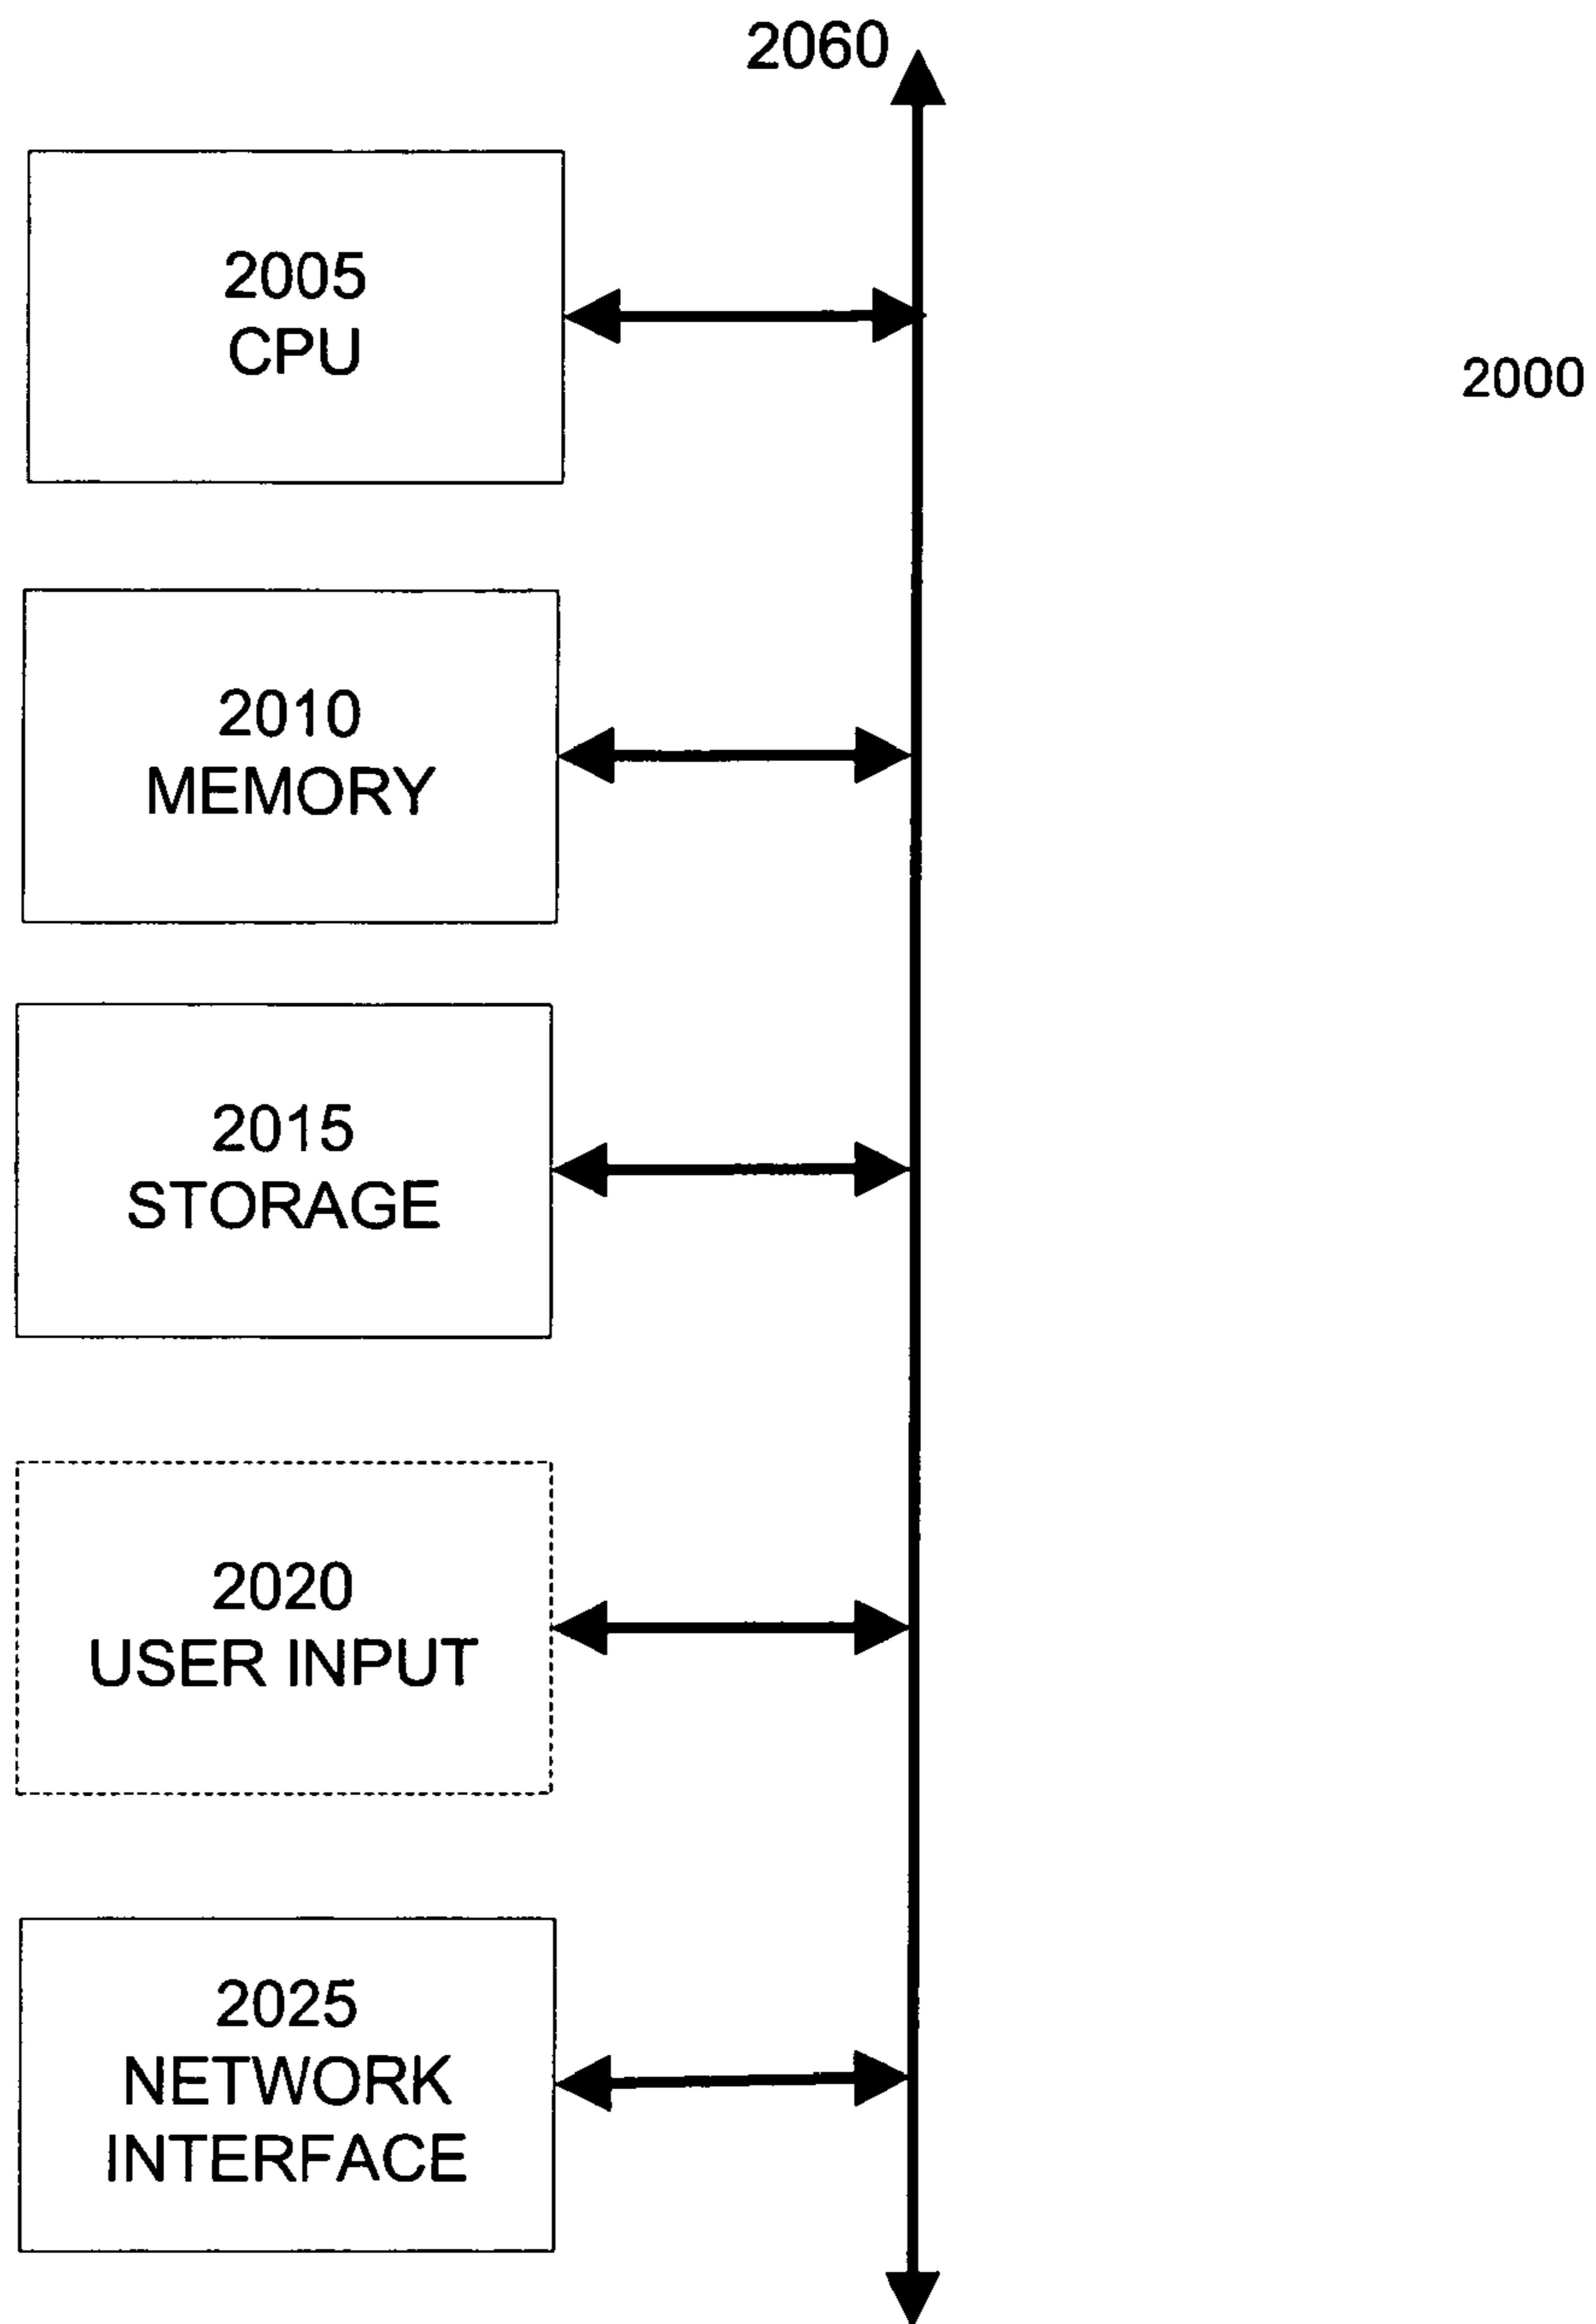 2060
2005
CPU
2000
2010
MEMORY
2015
STORAGE
2020
USER INPUT
2025
NETWORK
INTERFACE